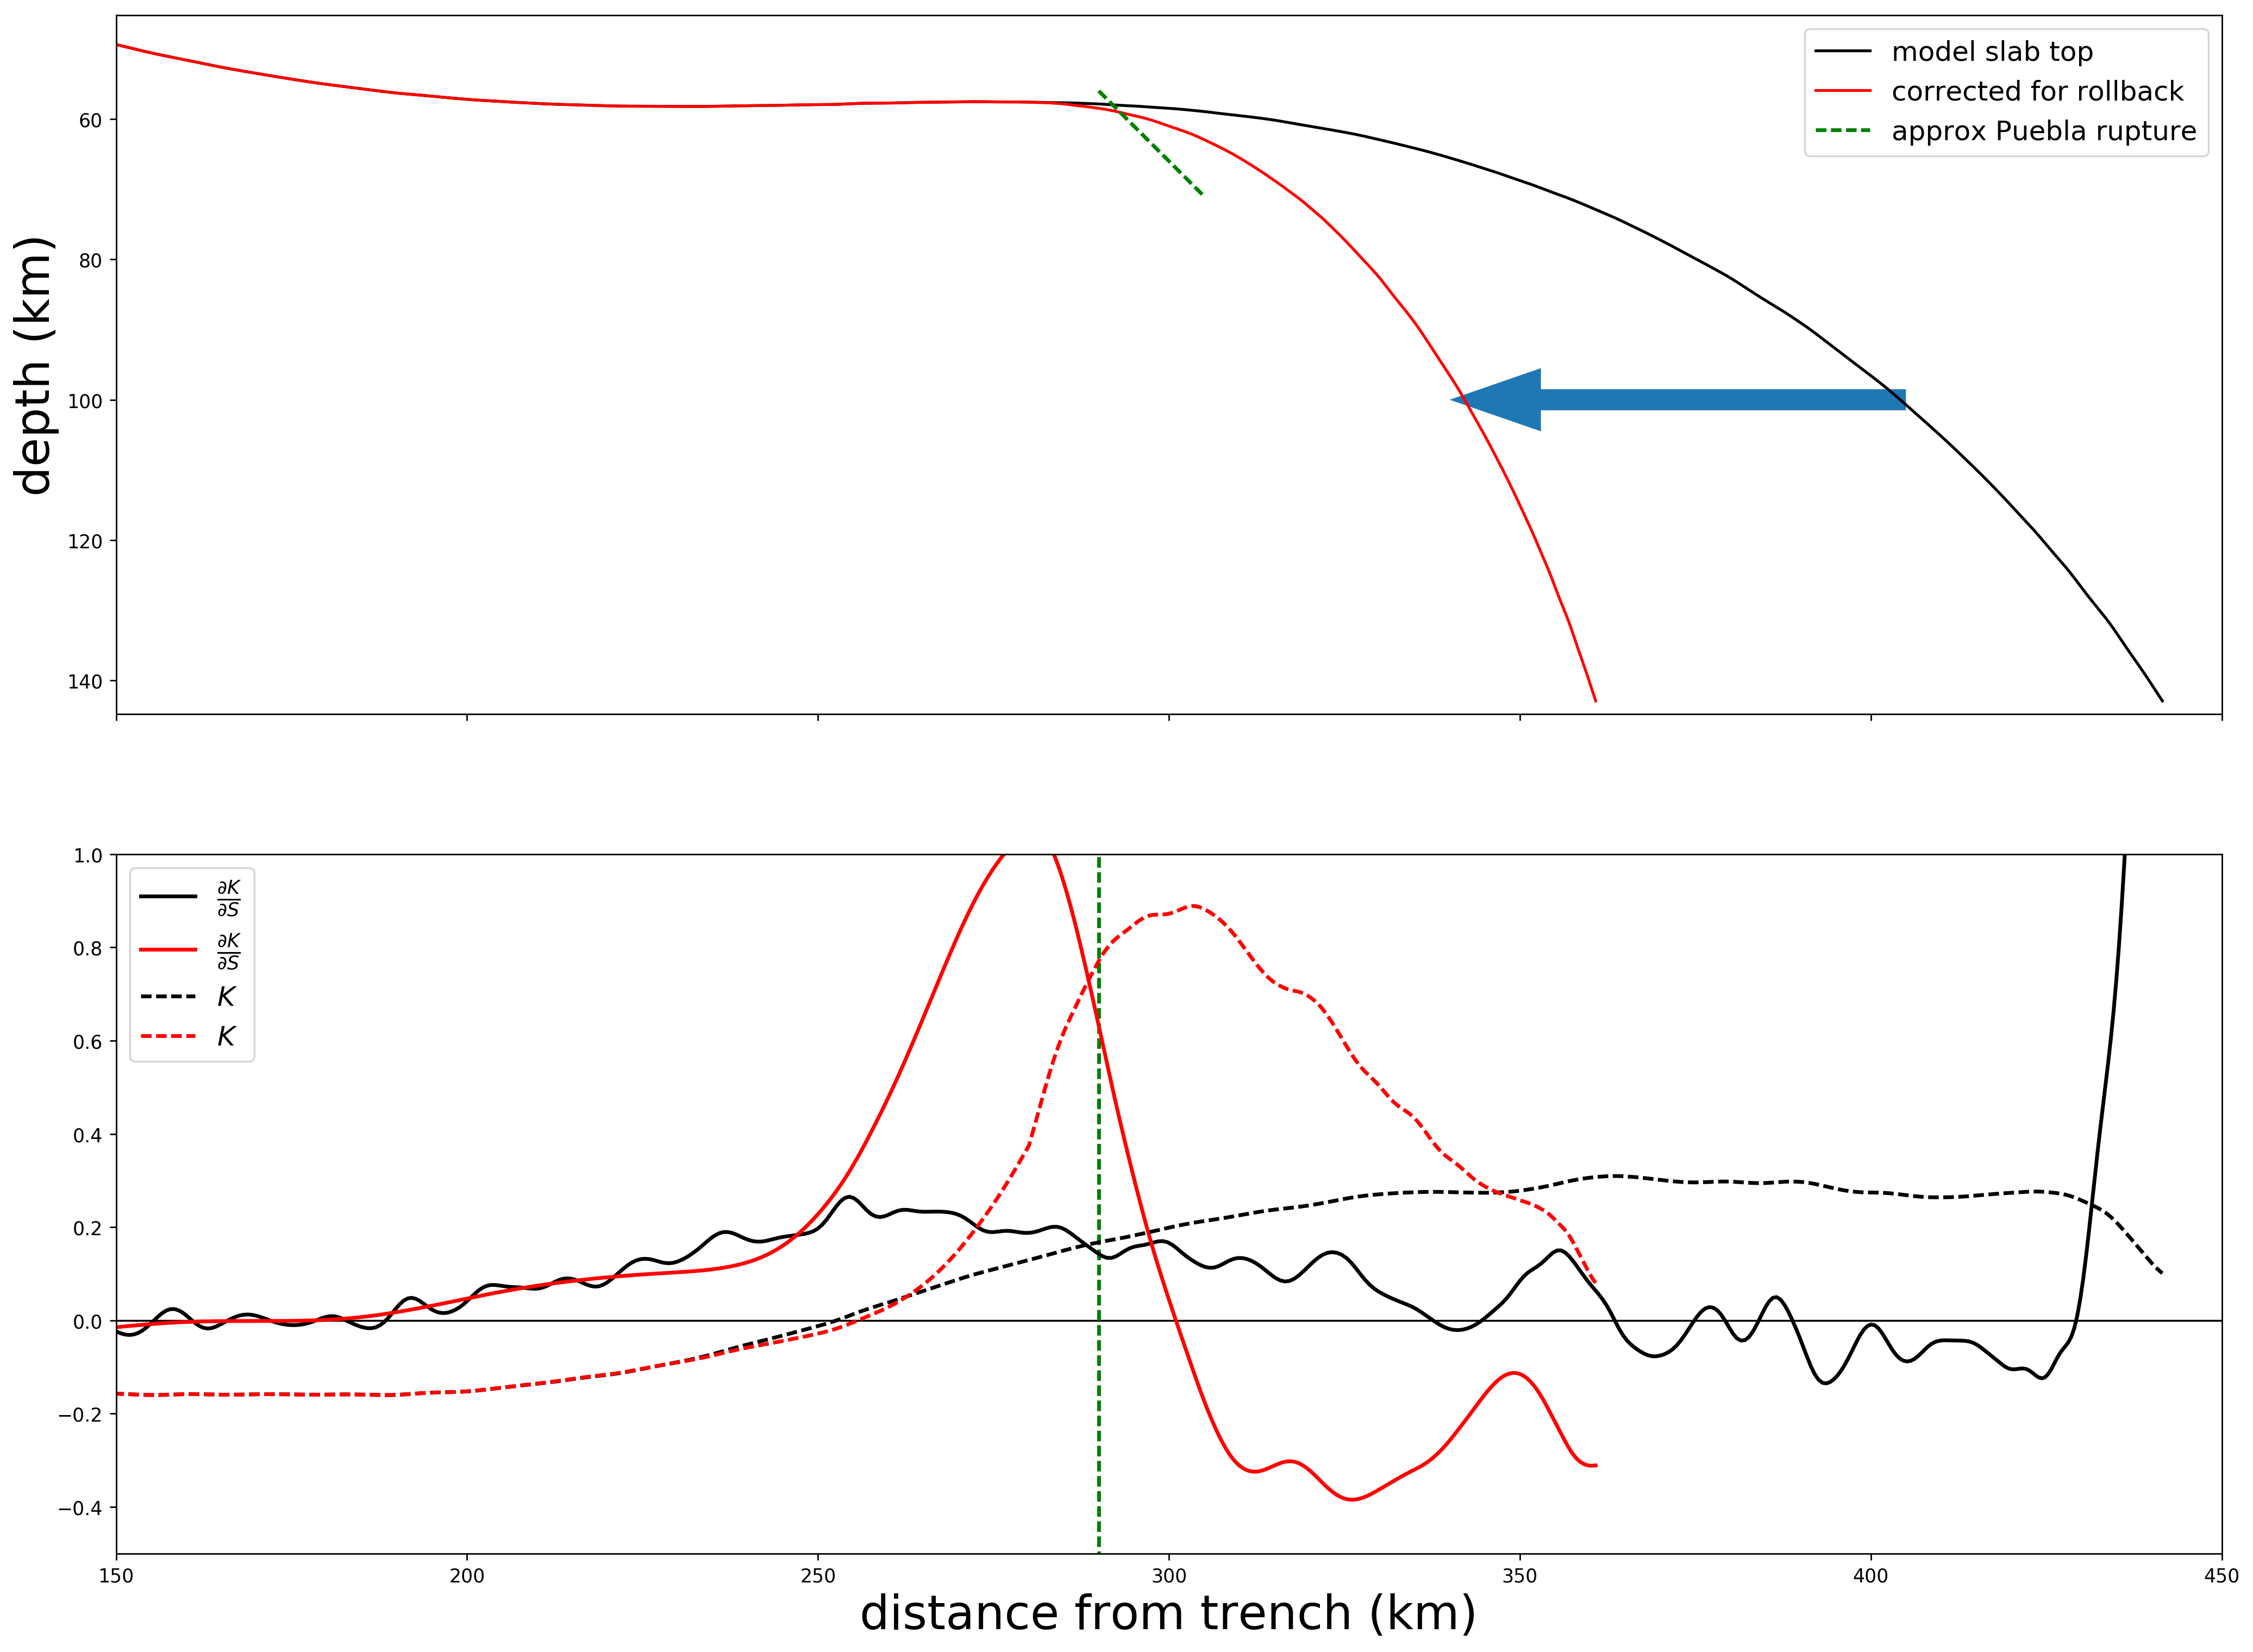 model slab top
corrected for rollback
approx Puebla rupture
depth (km)
60
80
100
120
140
∂K/∂S
∂K/∂S
K
K
1.0
0.8
0.6
0.4
0.2
0.0
−0.2
−0.4
150 200 250 300 350 400 450
distance from trench (km)